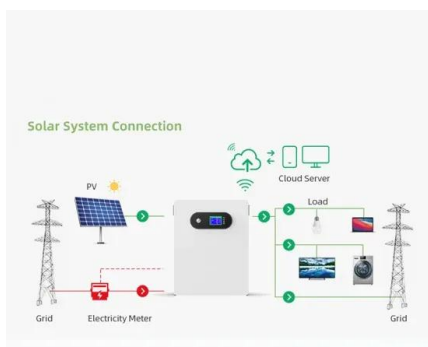 Solar System Connection
Cloud Server
PV
Load
Grid
Electricity Meter
Grid